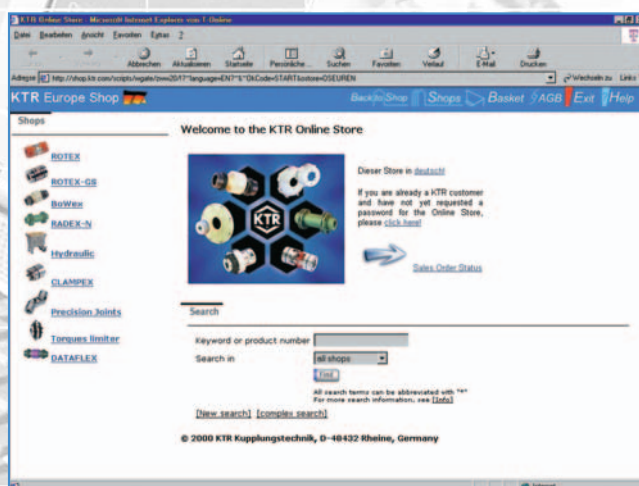 KTR Online Store - Microsoft Internet Explorer von T-Online
Datei Bearbeiten Ansicht Favoriten Extras ?
Abbrechen Aktualisieren Startseite Persönliche... Suchen Favoriten Verlauf E-Mail Drucken
Adresse Wechseln zu Links
KTR Europe Shop Back to Shop Shops Basket AGB Exit Help
Shops
Welcome to the KTR Online Store
ROTEX
ROTEX-GS
BoWex
RADEX-N
Hydraulic
CLAMPEX
Precision Joints
Torques limiter
DATAFLEX
KTR
Dieser Store in deutsch!
If you are already a KTR customer
and have not yet requested a
password for the Online Store,
please click here!
Sales Order Status
Search
Keyword or product number
Search in all shops
Find
All search terms can be abbreviated with "*"
For more search information, see [Info]
[New search] [complex search]
© 2000 KTR Kupplungstechnik, D-48432 Rheine, Germany